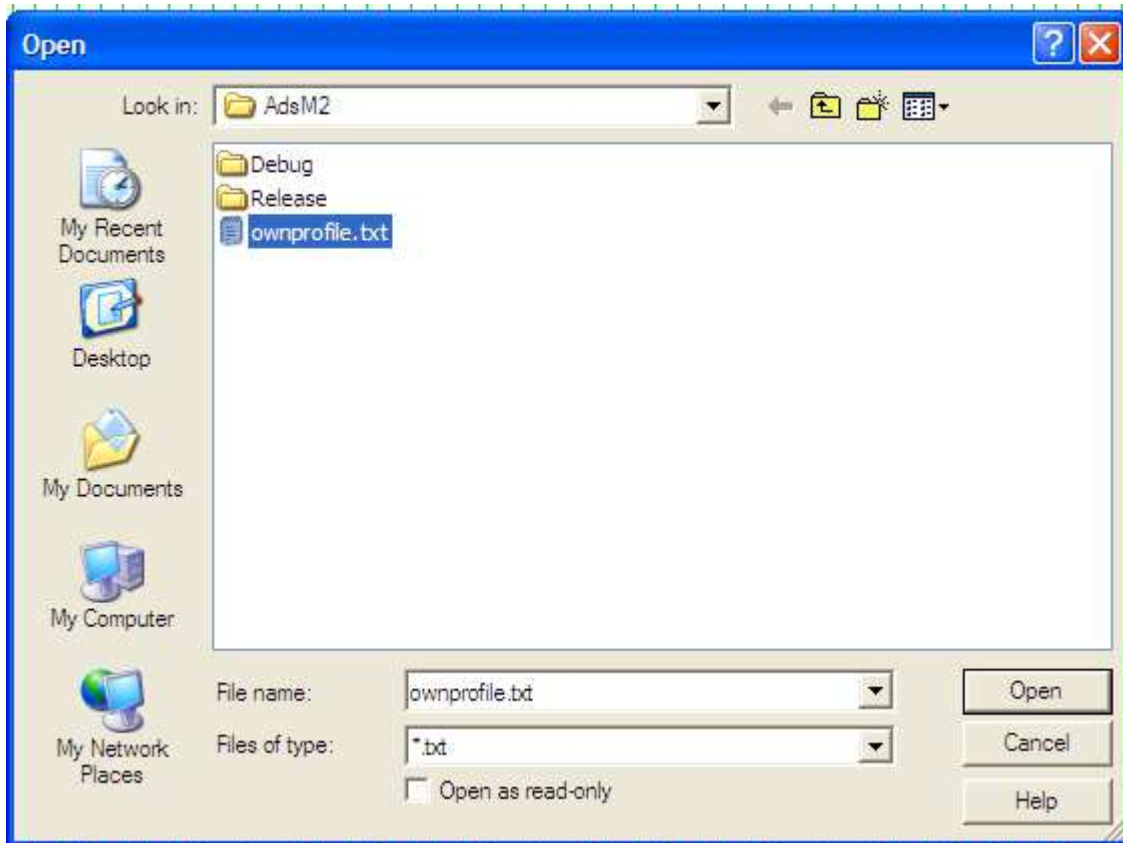 Open
Look in: AdsM2
Debug
Release
ownprofile.txt
My Recent
Documents
Desktop
My Documents
My Computer
My Network
Places
File name: ownprofile.txt
Open
Files of type: *.txt
Cancel
Open as read-only
Help